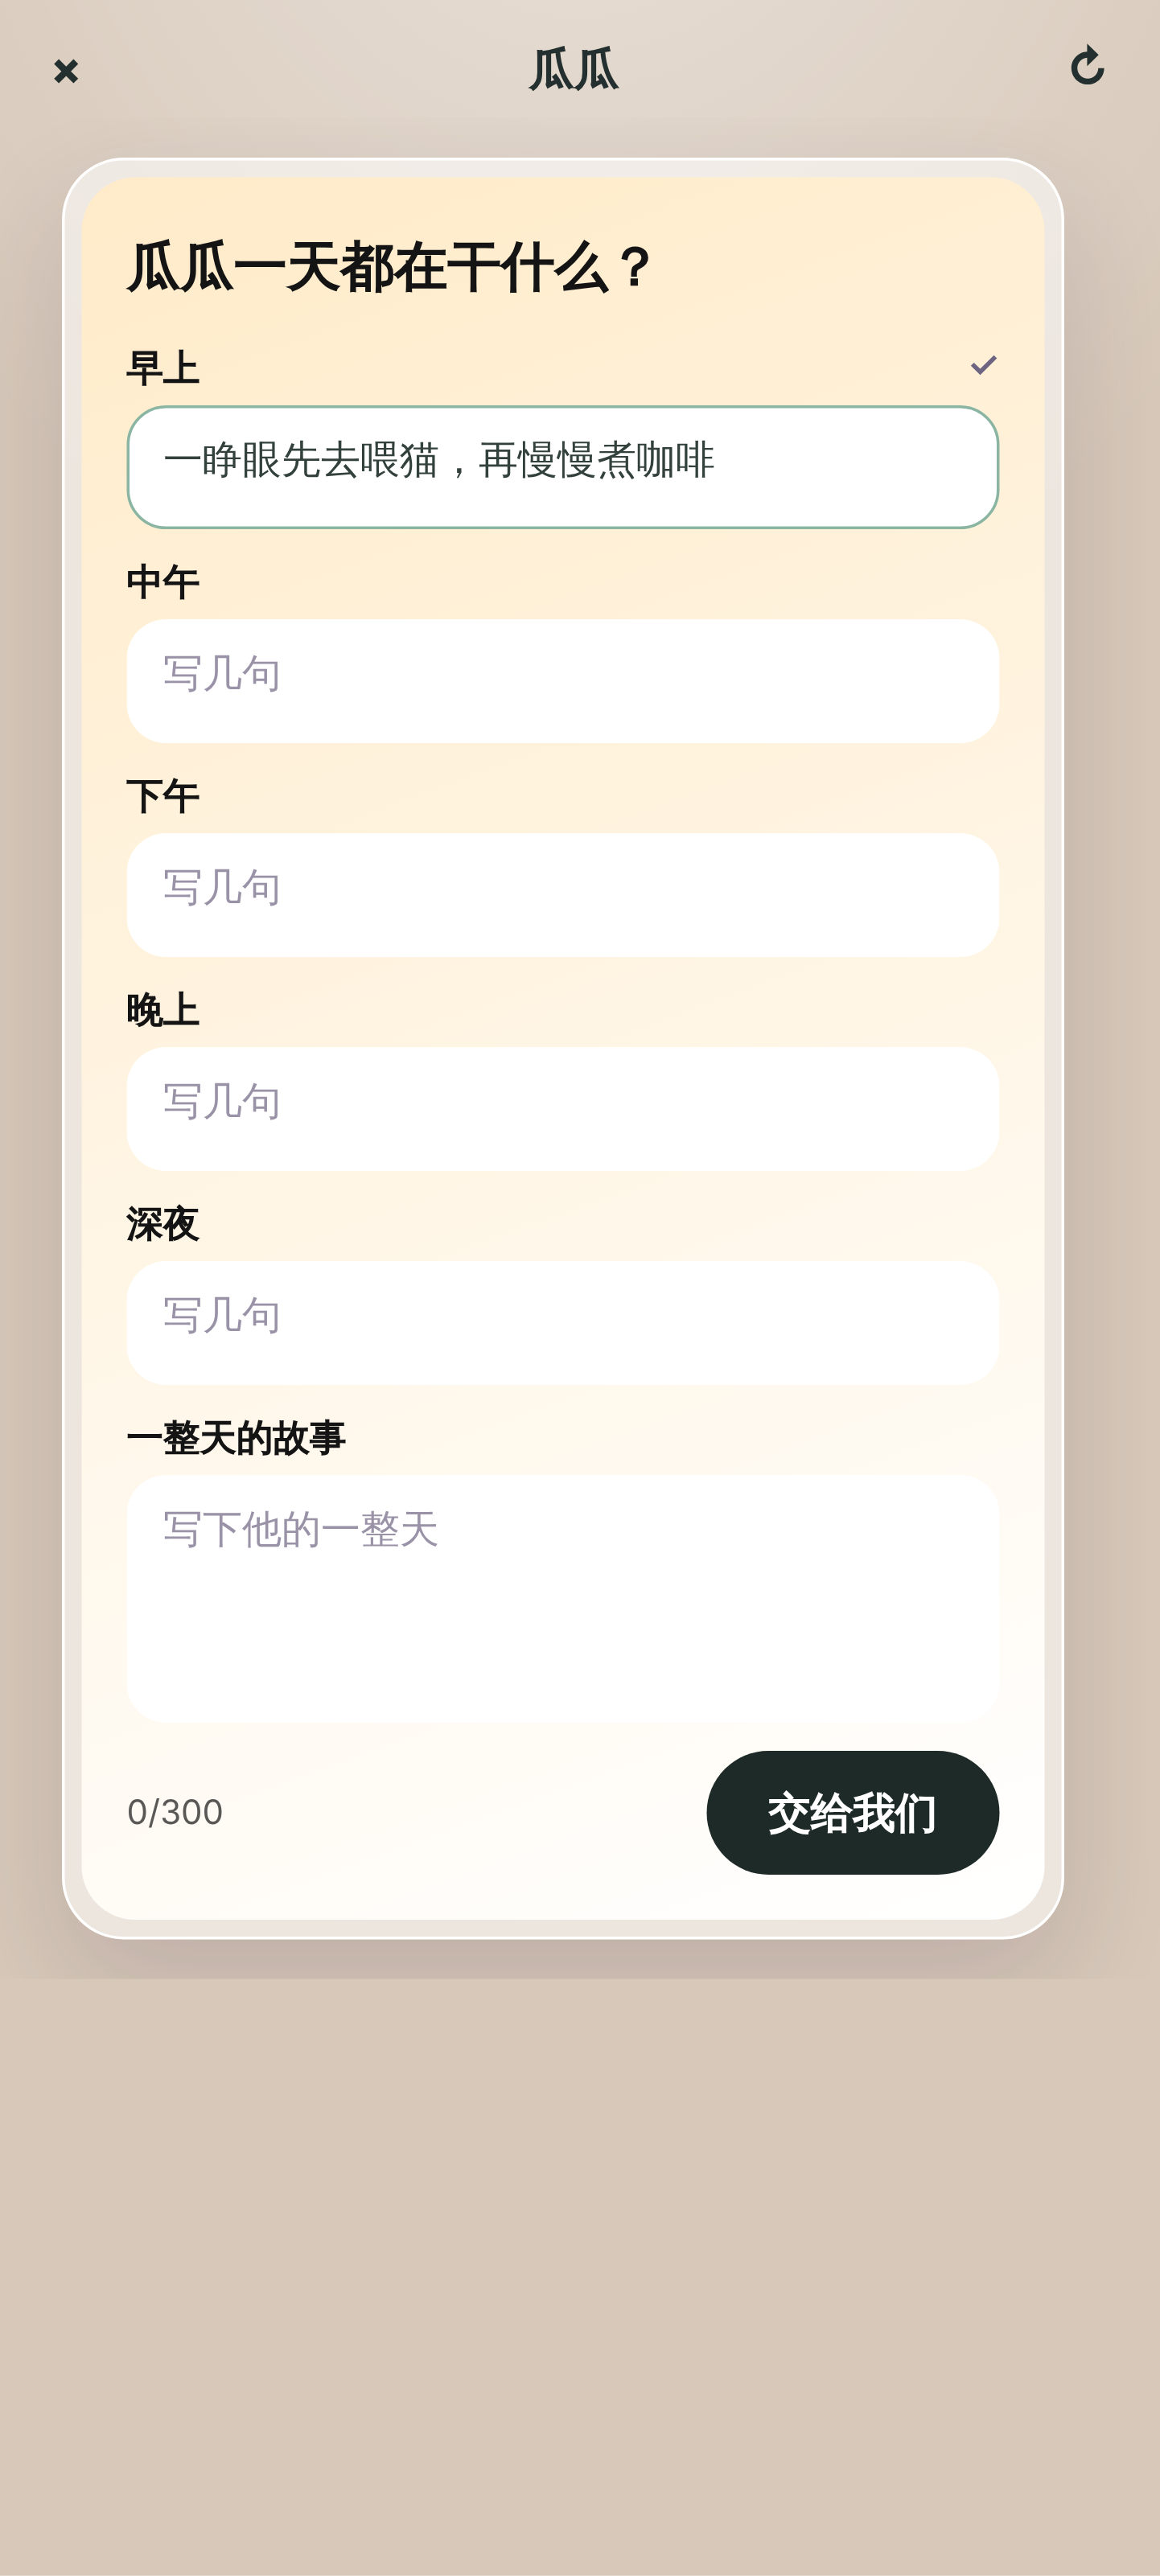 瓜瓜
瓜瓜一天都在干什么？
早上
一睁眼先去喂猫，再慢慢煮咖啡
中午
写几句
下午
写几句
晚上
写几句
深夜
写几句
一整天的故事
写下他的一整天
0/300
交给我们